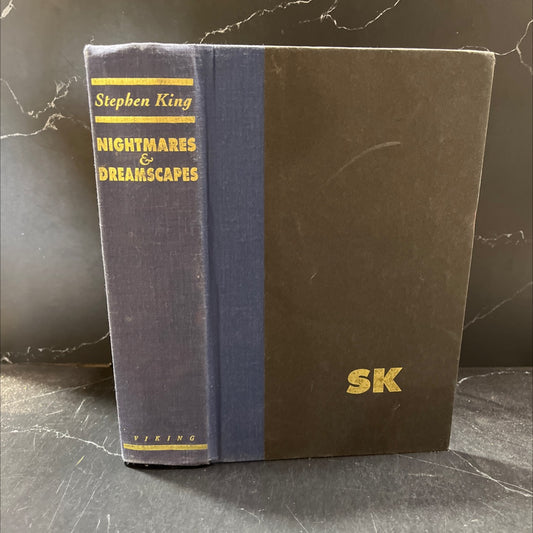 Stephen King
NIGHTMARES
&
DREAMSCAPES
VIKING
SK